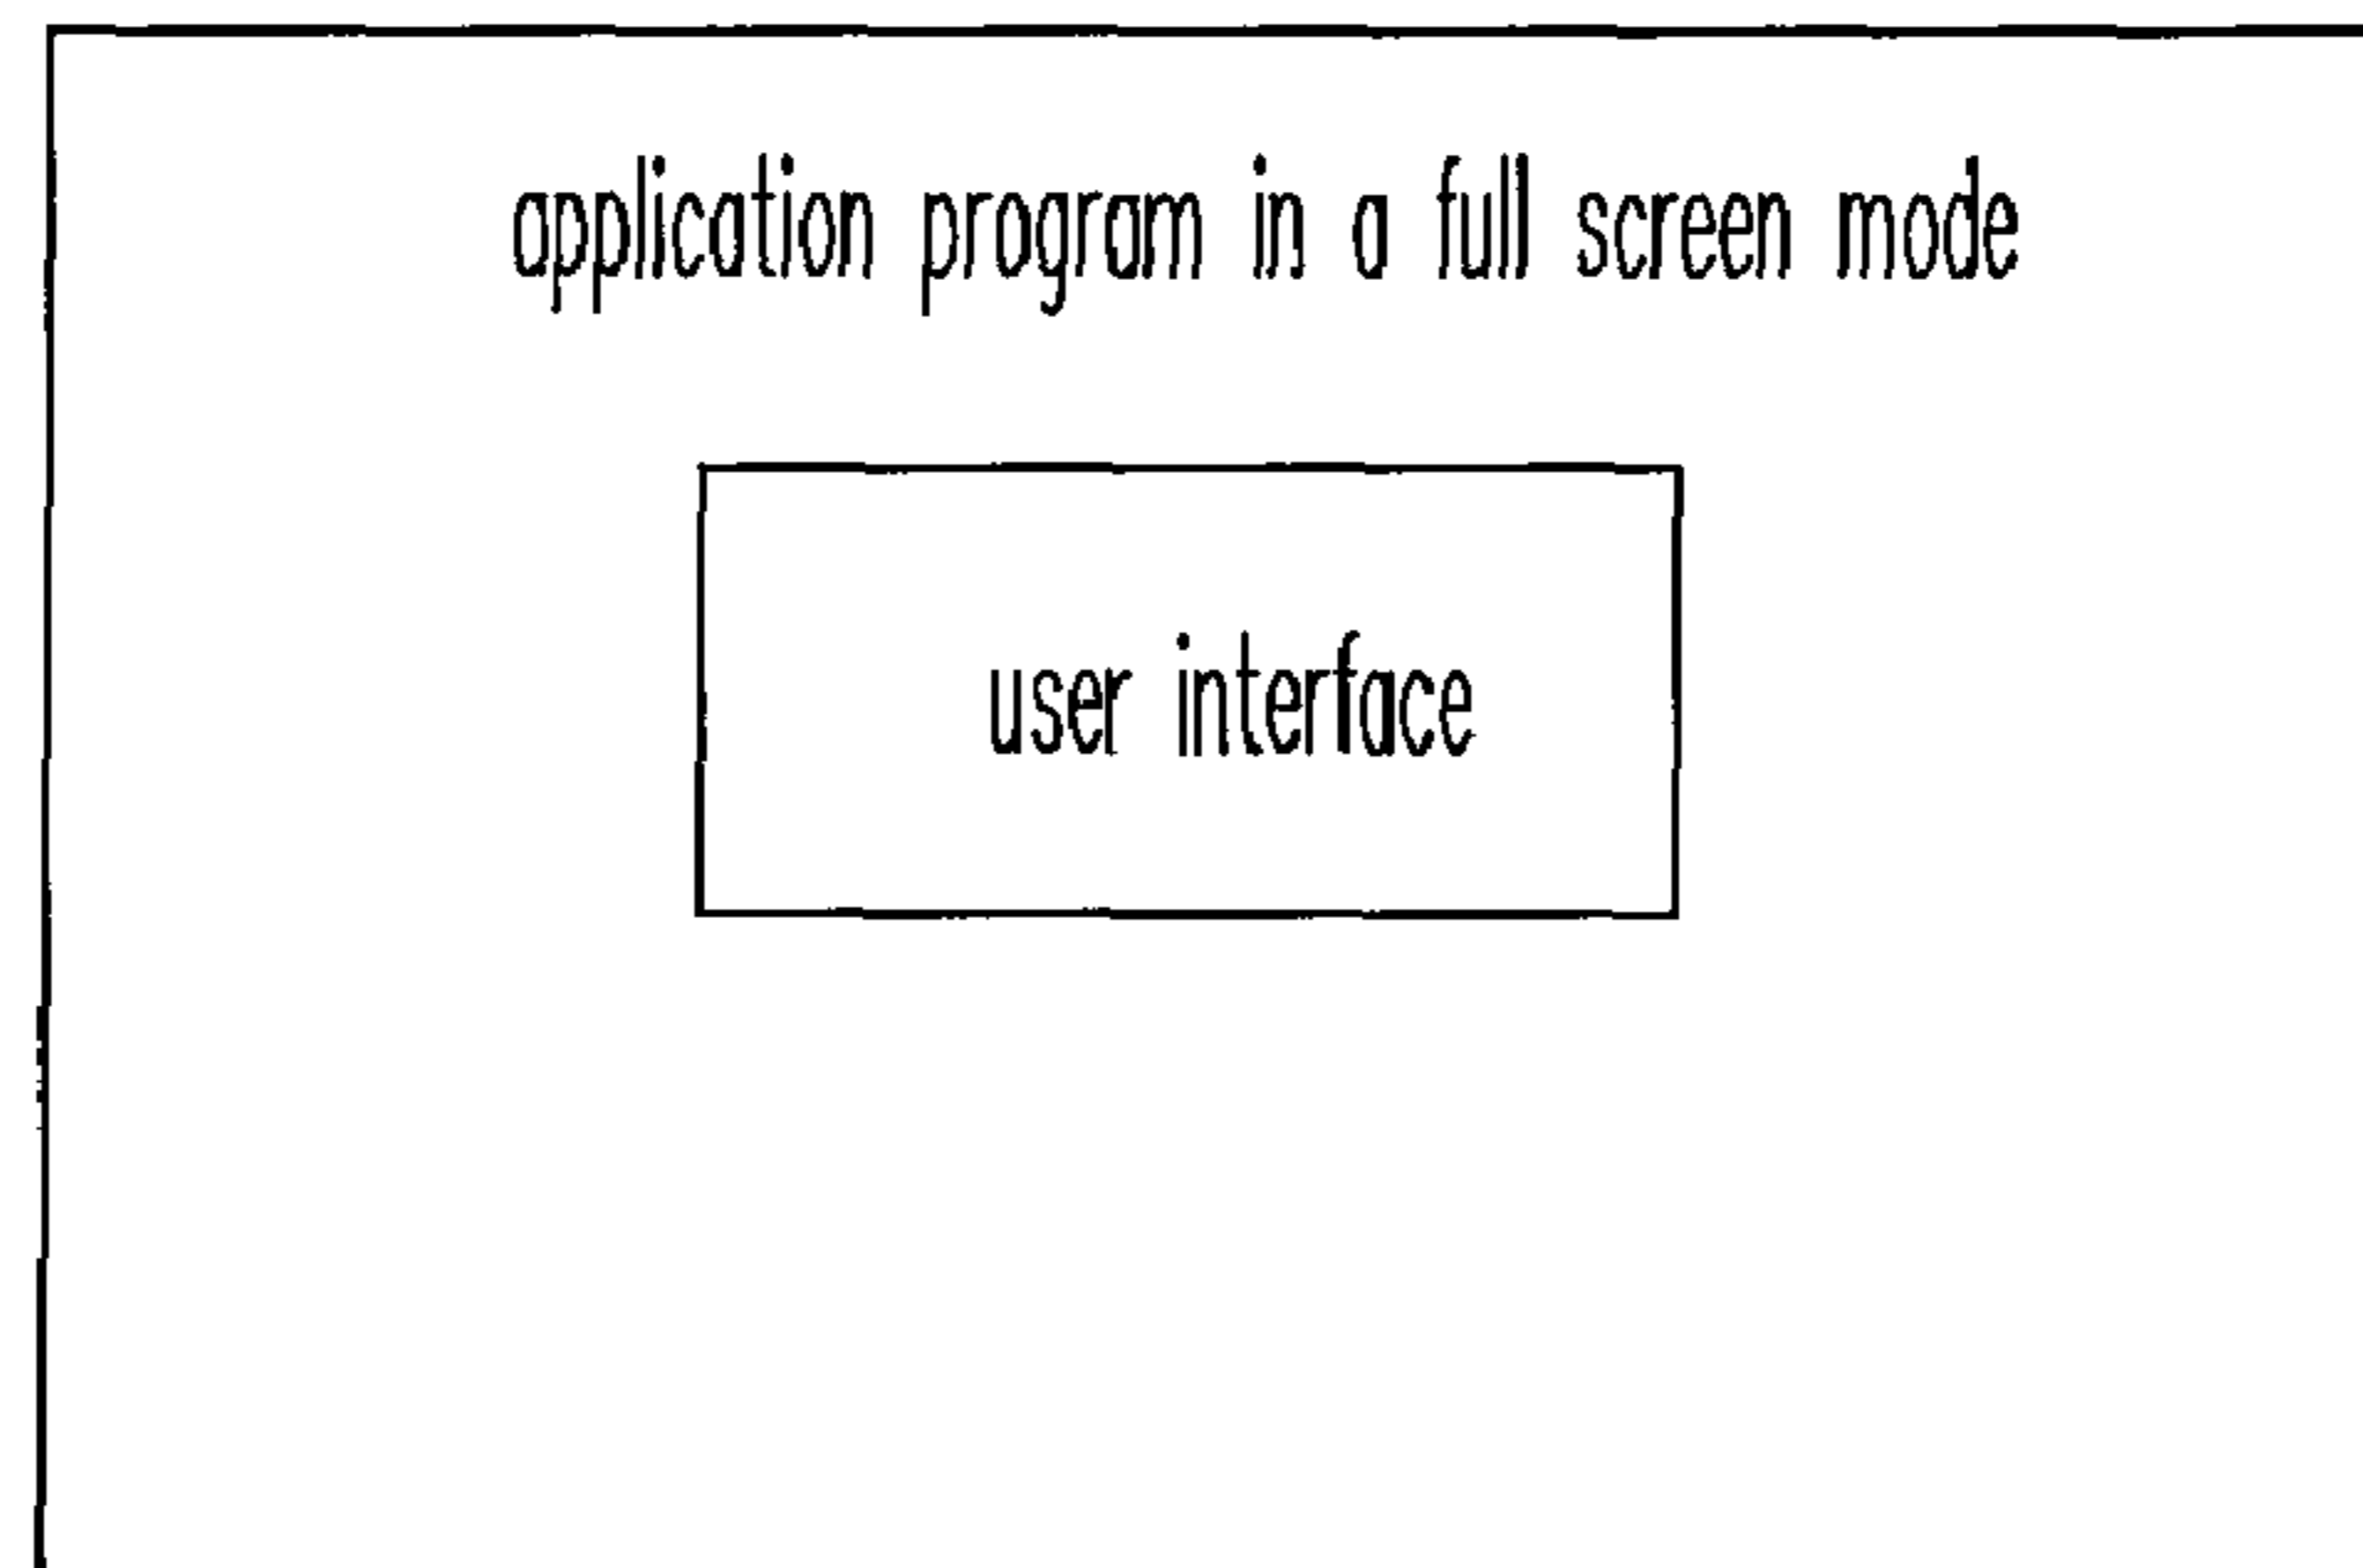 application program in a full screen mode
user interface